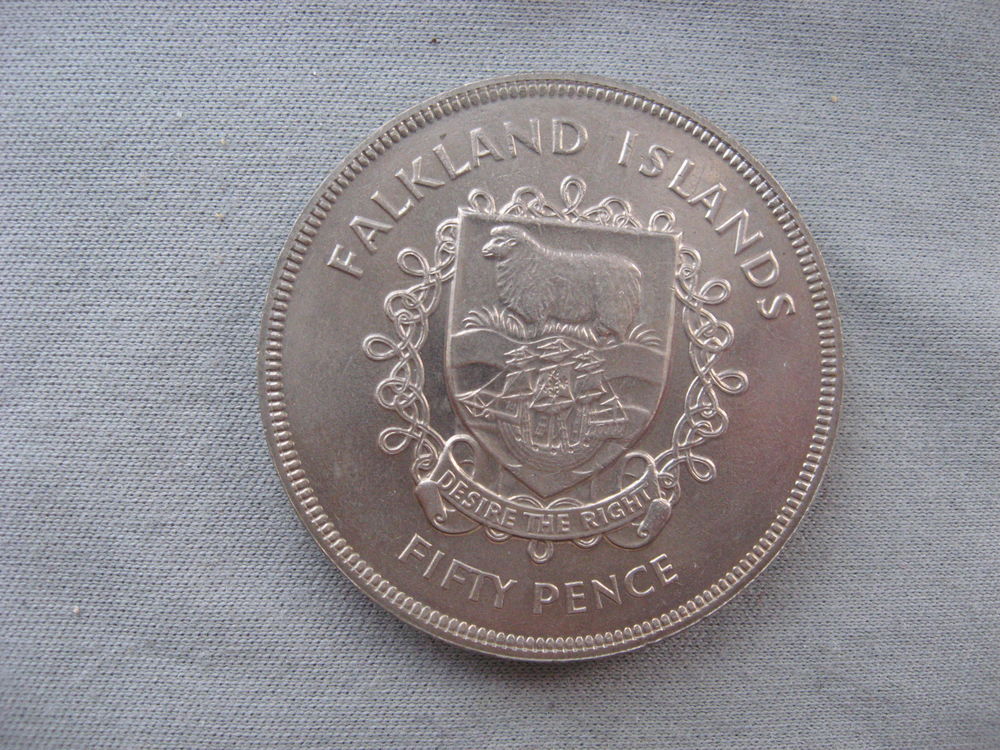 FALKLAND ISLANDS
DESIRE THE RIGHT
FIFTY PENCE